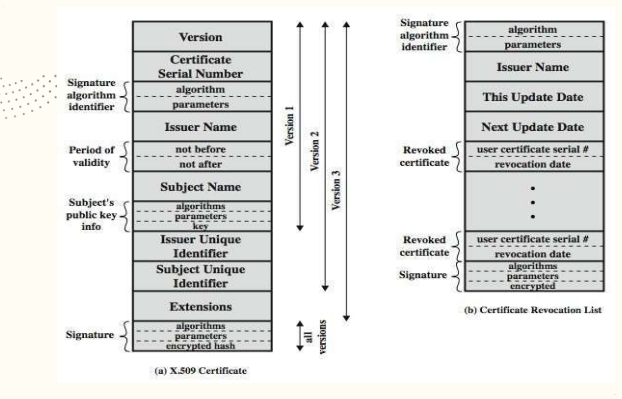 Version
Certificate
Serial Number
Signature
algorithm
identifier
algorithm
parameters
Issuer Name
Period of
validity
not before
not after
Subject Name
Subject's
public key
info
algorithms
parameters
key
Issuer Unique
Identifier
Subject Unique
Identifier
Extensions
Signature
algorithms
parameters
encrypted hash
Version 1
Version 2
Version 3
all
versions
(a) X.509 Certificate
Signature
algorithm
identifier
algorithm
parameters
Issuer Name
This Update Date
Next Update Date
Revoked
certificate
user certificate serial #
revocation date
•
•
•
Revoked
certificate
user certificate serial #
revocation date
Signature
algorithms
parameters
encrypted
(b) Certificate Revocation List